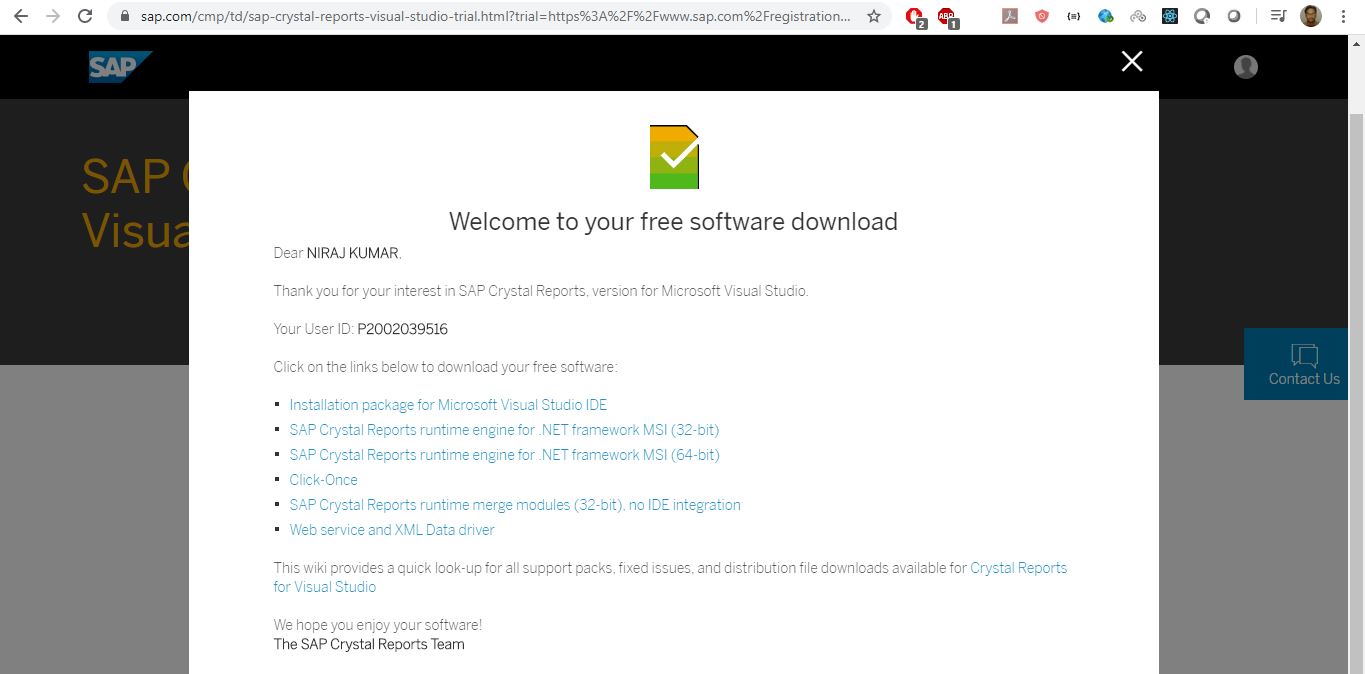 sap.com/cmp/td/sap-crystal-reports-visual-studio-trial.html?trial=https%3A%2F%2Fwww.sap.com%2Fregistration...
2
ABP
1
SAP
SAP
Visua
Welcome to your free software download
Dear NIRAJ KUMAR,
Thank you for your interest in SAP Crystal Reports, version for Microsoft Visual Studio.
Your User ID: P2002039516
Click on the links below to download your free software:
▪ Installation package for Microsoft Visual Studio IDE
▪ SAP Crystal Reports runtime engine for .NET framework MSI (32-bit)
▪ SAP Crystal Reports runtime engine for .NET framework MSI (64-bit)
▪ Click-Once
▪ SAP Crystal Reports runtime merge modules (32-bit), no IDE integration
▪ Web service and XML Data driver
This wiki provides a quick look-up for all support packs, fixed issues, and distribution file downloads available for Crystal Reports
for Visual Studio
We hope you enjoy your software!
The SAP Crystal Reports Team
Contact Us